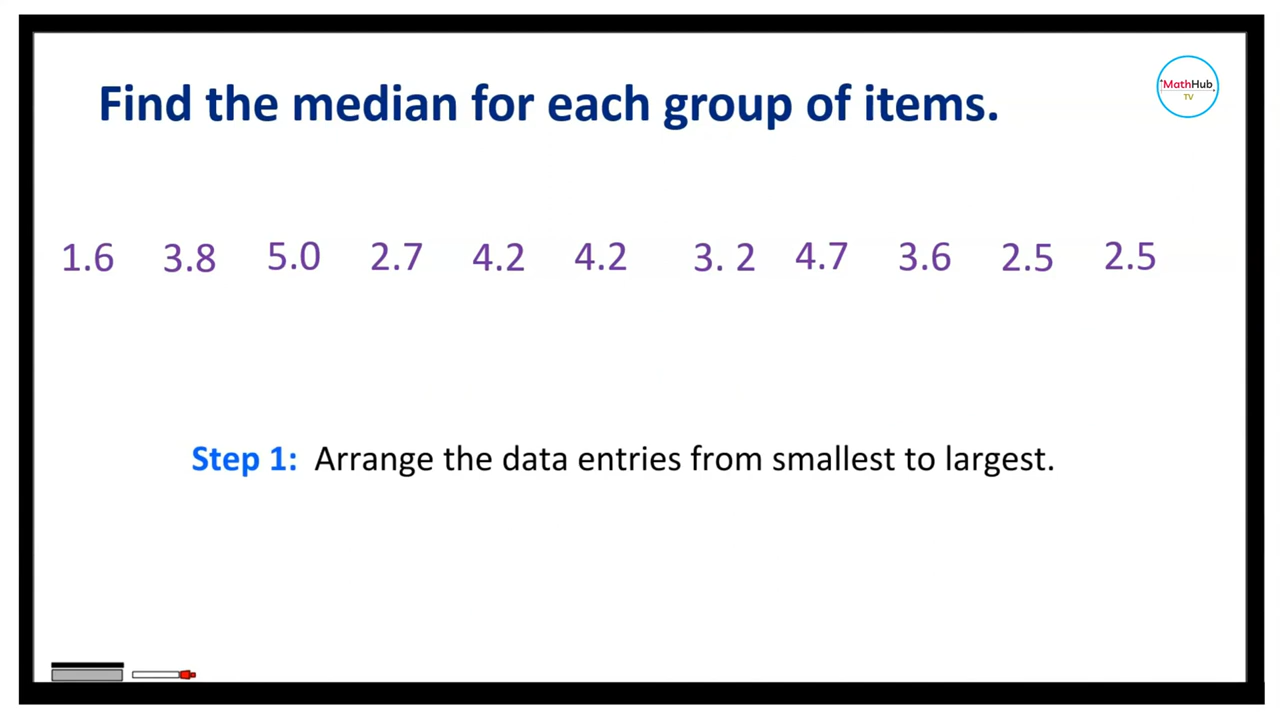 Find the median for each group of items.
MathHub
TV
1.6 3.8 5.0 2.7 4.2 4.2 3. 2 4.7 3.6 2.5 2.5
Step 1: Arrange the data entries from smallest to largest.